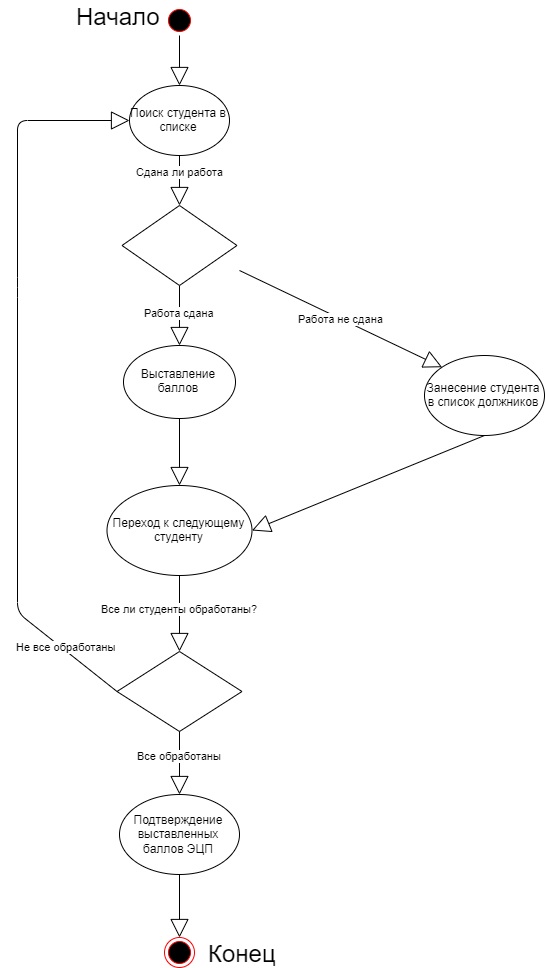 Начало
Поиск студента в
списке
Сдана ли работа
Работа сдана
Работа не сдана
Выставление
баллов
Занесение студента
в список должников
Переход к следующему
студенту
Все ли студенты обработаны?
Не все обработаны
Все обработаны
Подтверждение
выставленных
баллов ЭЦП
Конец